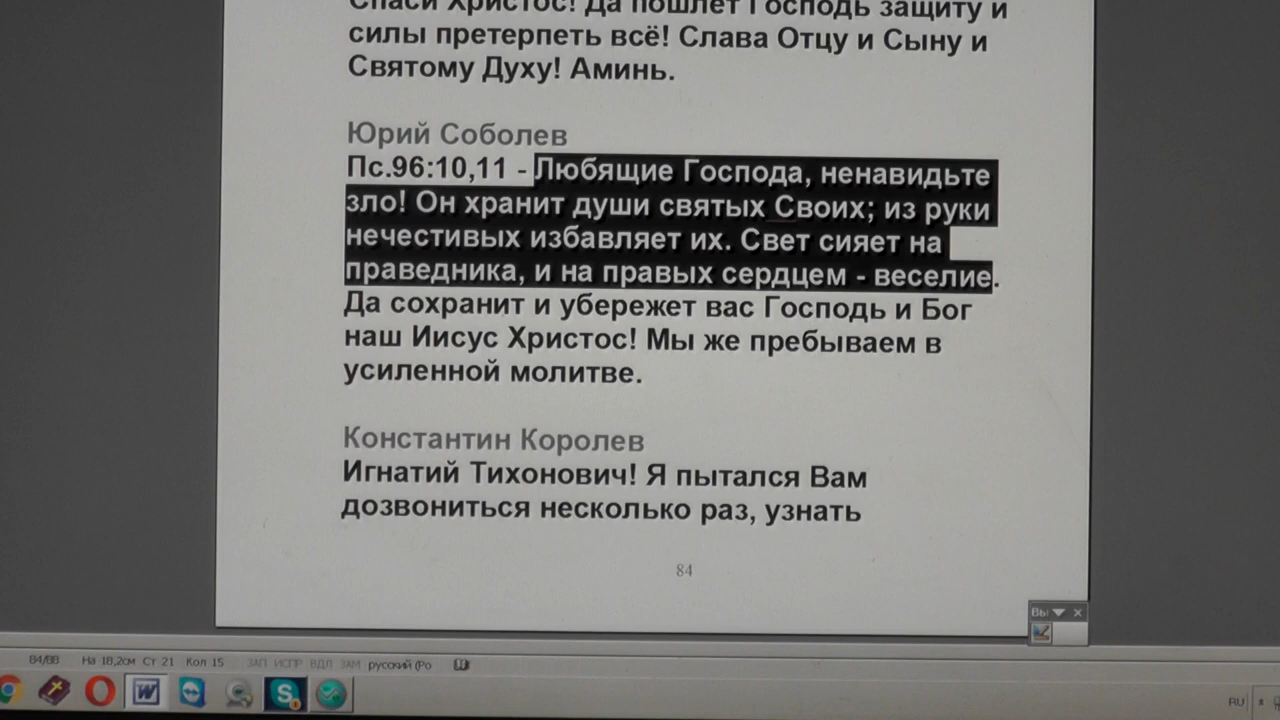 Спаси Христос! Да пошлет Господь защиту и
силы претерпеть всё! Слава Отцу и Сыну и
Святому Духу! Аминь.
Юрий Соболев
Пс.96:10,11 - Любящие Господа, ненавидьте
зло! Он хранит души святых Своих; из руки
нечестивых избавляет их. Свет сияет на
праведника, и на правых сердцем - веселие.
Да сохранит и убережет вас Господь и Бог
наш Иисус Христос! Мы же пребываем в
усиленной молитве.
Константин Королев
Игнатий Тихонович! Я пытался Вам
дозвониться несколько раз, узнать
84
Вы
84/88 На 18,2см Ст 21 Кол 15 ЗАП ИСПР ВДЛ ЗАМ русский (Ро
RU